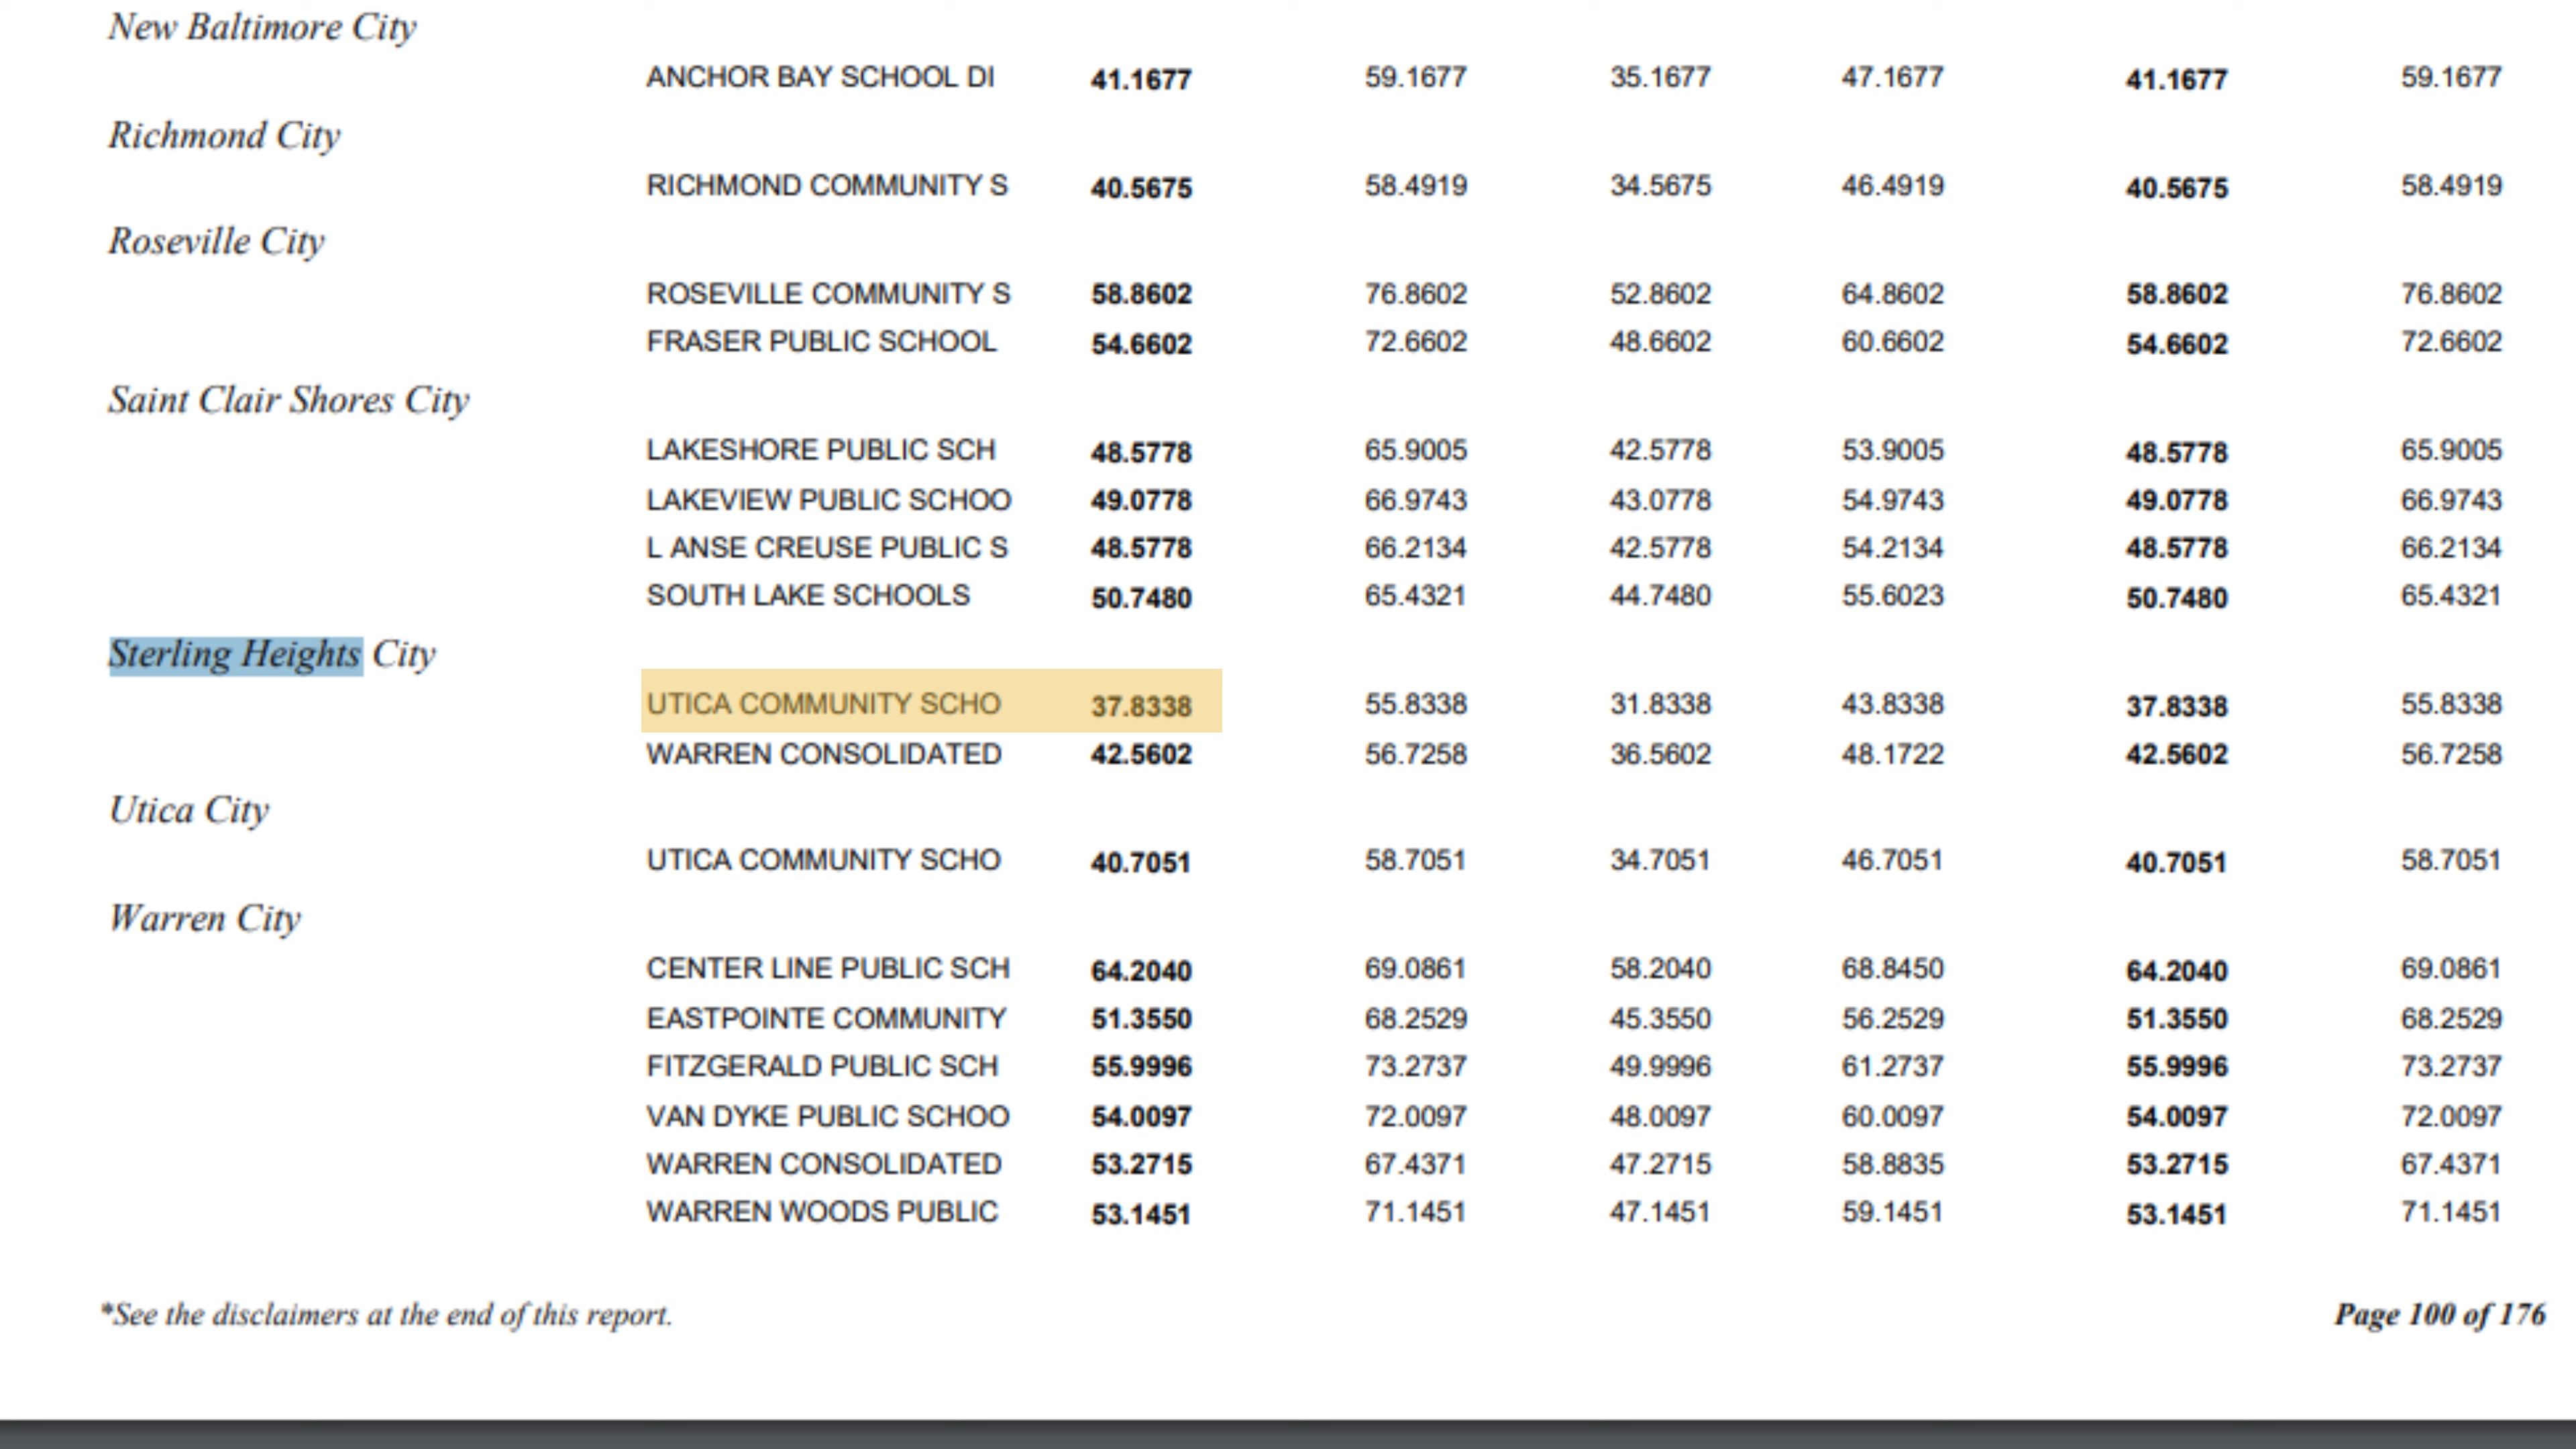 New Baltimore City
ANCHOR BAY SCHOOL DI 41.1677 59.1677 35.1677 47.1677 41.1677 59.1677
Richmond City
RICHMOND COMMUNITY S 40.5675 58.4919 34.5675 46.4919 40.5675 58.4919
Roseville City
ROSEVILLE COMMUNITY S 58.8602 76.8602 52.8602 64.8602 58.8602 76.8602
FRASER PUBLIC SCHOOL 54.6602 72.6602 48.6602 60.6602 54.6602 72.6602
Saint Clair Shores City
LAKESHORE PUBLIC SCH 48.5778 65.9005 42.5778 53.9005 48.5778 65.9005
LAKEVIEW PUBLIC SCHOO 49.0778 66.9743 43.0778 54.9743 49.0778 66.9743
L ANSE CREUSE PUBLIC S 48.5778 66.2134 42.5778 54.2134 48.5778 66.2134
SOUTH LAKE SCHOOLS 50.7480 65.4321 44.7480 55.6023 50.7480 65.4321
Sterling Heights City
UTICA COMMUNITY SCHO 37.8338 55.8338 31.8338 43.8338 37.8338 55.8338
WARREN CONSOLIDATED 42.5602 56.7258 36.5602 48.1722 42.5602 56.7258
Utica City
UTICA COMMUNITY SCHO 40.7051 58.7051 34.7051 46.7051 40.7051 58.7051
Warren City
CENTER LINE PUBLIC SCH 64.2040 69.0861 58.2040 68.8450 64.2040 69.0861
EASTPOINTE COMMUNITY 51.3550 68.2529 45.3550 56.2529 51.3550 68.2529
FITZGERALD PUBLIC SCH 55.9996 73.2737 49.9996 61.2737 55.9996 73.2737
VAN DYKE PUBLIC SCHOO 54.0097 72.0097 48.0097 60.0097 54.0097 72.0097
WARREN CONSOLIDATED 53.2715 67.4371 47.2715 58.8835 53.2715 67.4371
WARREN WOODS PUBLIC 53.1451 71.1451 47.1451 59.1451 53.1451 71.1451
*See the disclaimers at the end of this report. Page 100 of 176